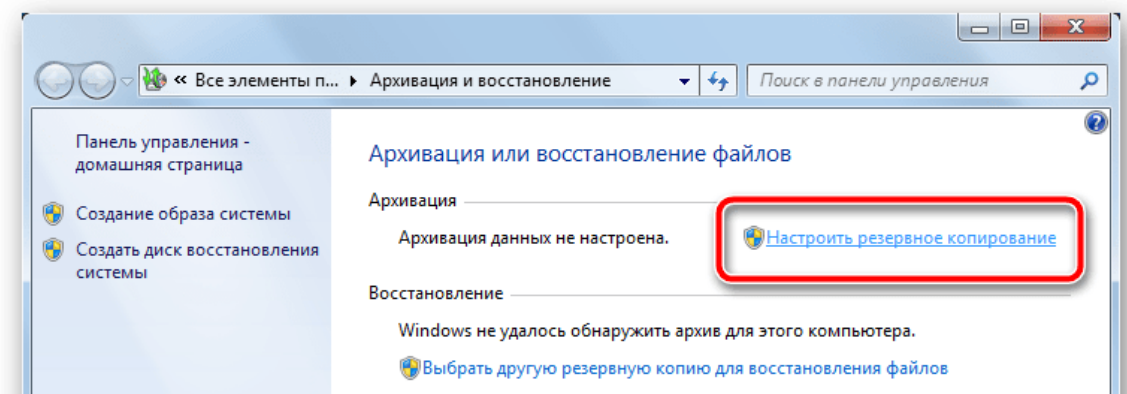 « Все элементы п... ▸ Архивация и восстановление
Поиск в панели управления
Панель управления -
домашняя страница
Создание образа системы
Создать диск восстановления
системы
Архивация или восстановление файлов
Архивация
Архивация данных не настроена.
Настроить резервное копирование
Восстановление
Windows не удалось обнаружить архив для этого компьютера.
Выбрать другую резервную копию для восстановления файлов